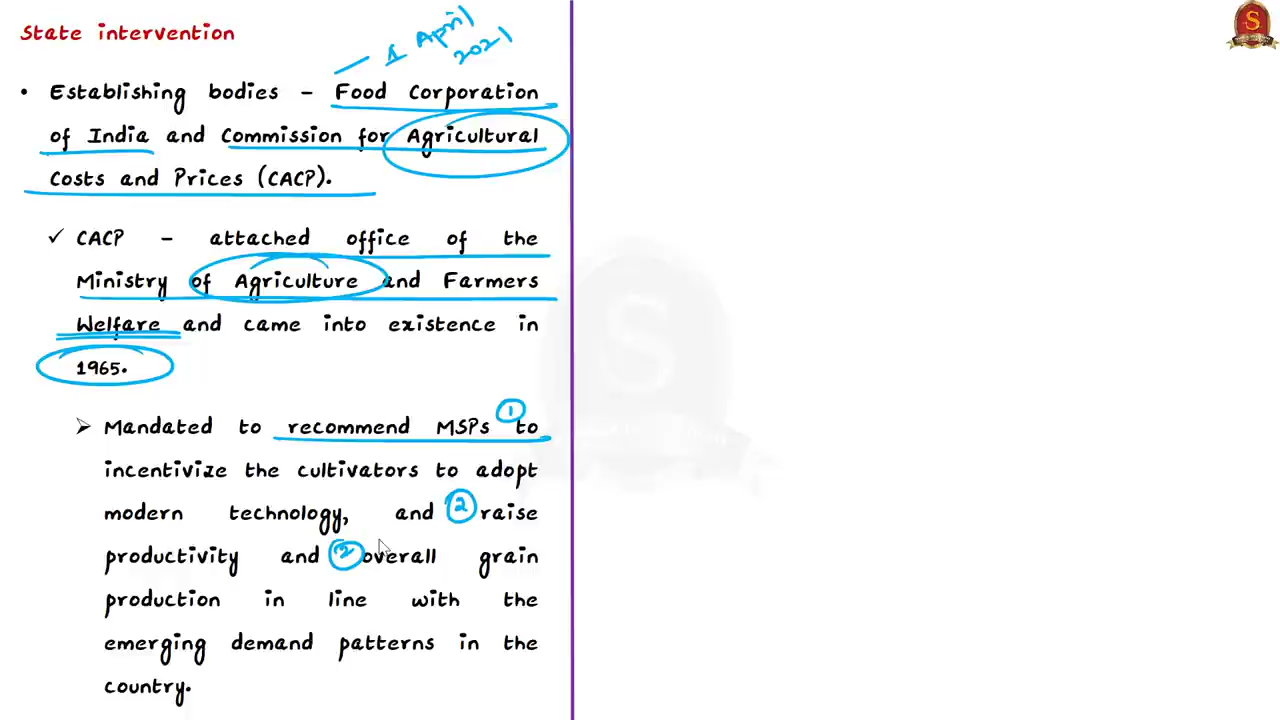 State intervention
1 April
2021
• Establishing bodies - Food Corporation
of India and Commission for Agricultural
Costs and Prices (CACP).
✓ CACP - attached office of the
Ministry of Agriculture and Farmers
Welfare and came into existence in
1965.
➢ Mandated to recommend MSPs ① to
incentivize the cultivators to adopt
modern technology, and ② raise
productivity and ③ overall grain
production in line with the
emerging demand patterns in the
country.
S
S